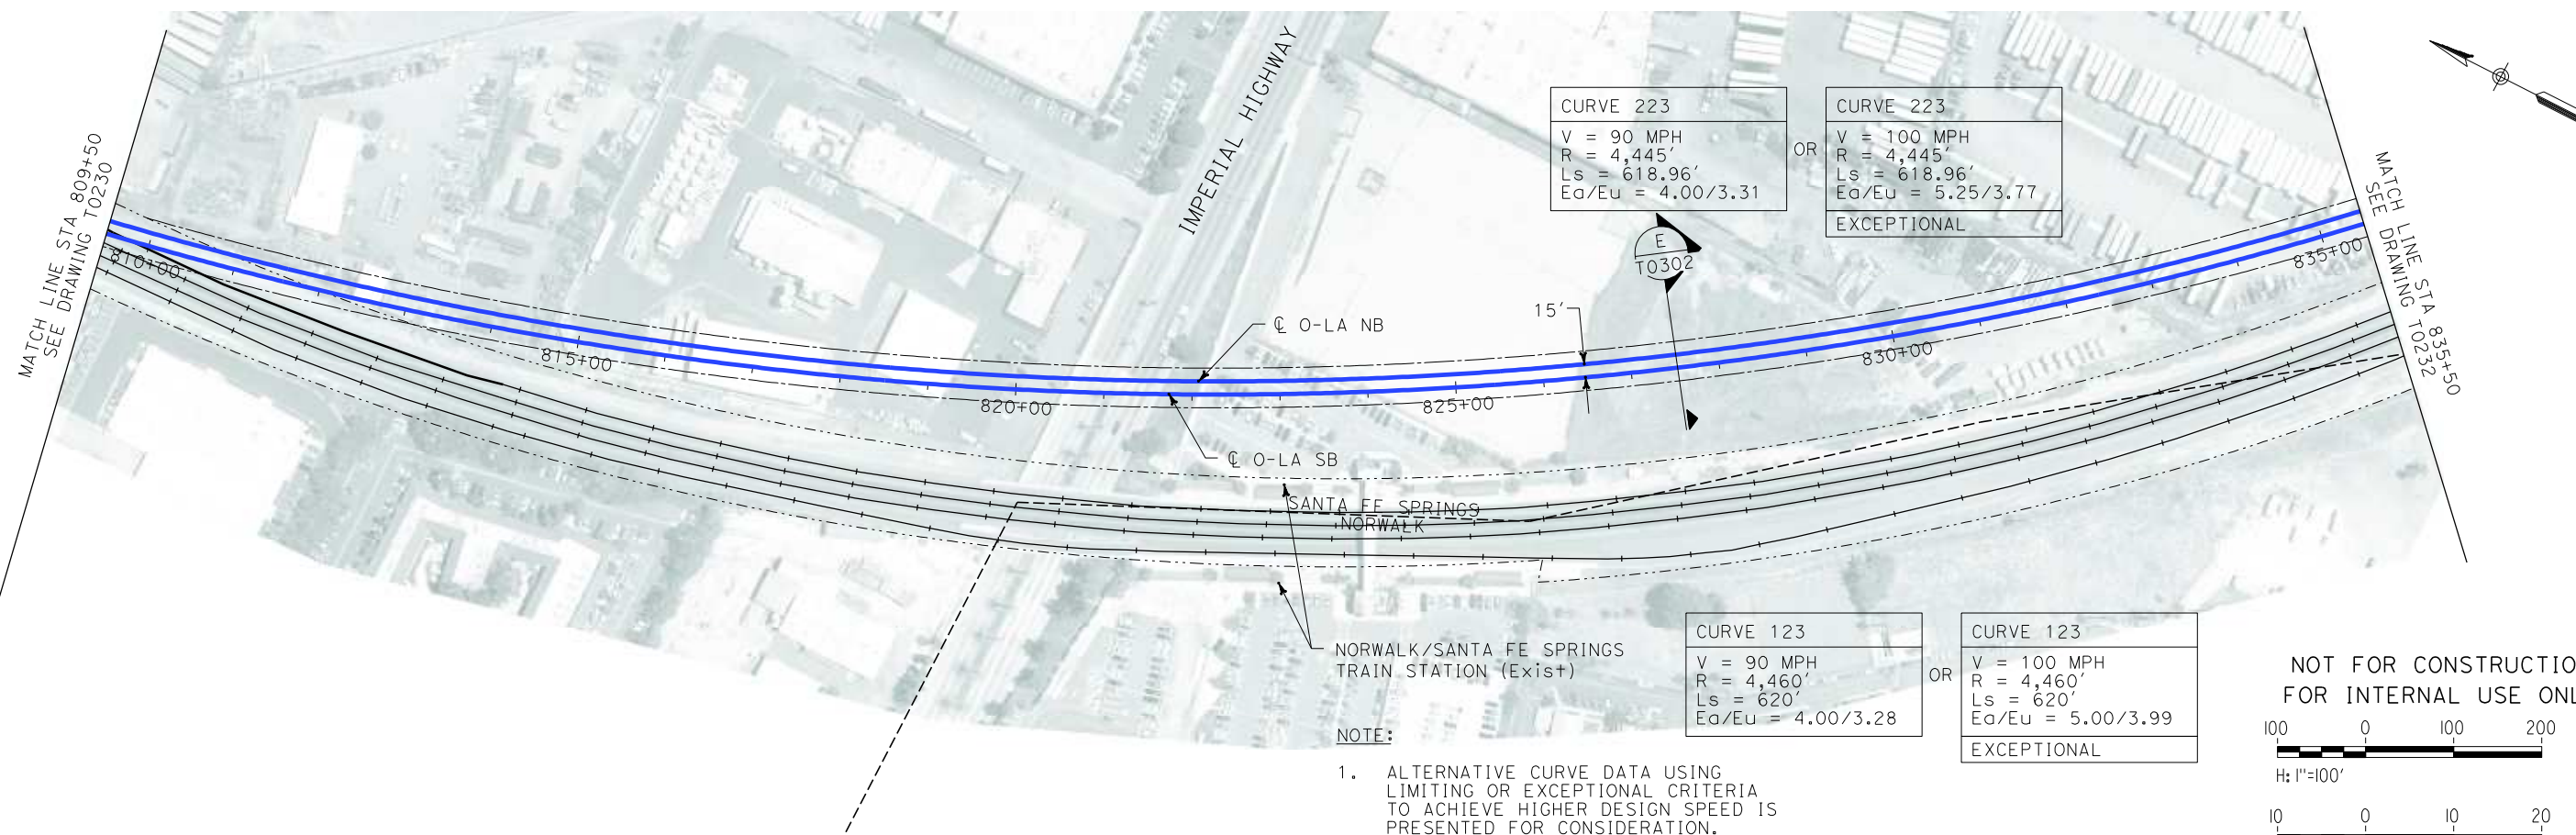 MATCH LINE STA 809+50
SEE DRAWING T0230
810+00
815+00
820+00
825+00
830+00
835+00
IMPERIAL HIGHWAY
℄ O-LA NB
℄ O-LA SB
15'
E
T0302
CURVE 223
V = 90 MPH
R = 4,445'
Ls = 618.96'
Ea/Eu = 4.00/3.31
OR
CURVE 223
V = 100 MPH
R = 4,445'
Ls = 618.96'
Ea/Eu = 5.25/3.77
EXCEPTIONAL
MATCH LINE STA 835+50
SEE DRAWING T0232
SANTA FE SPRINGS
NORWALK
NORWALK/SANTA FE SPRINGS
TRAIN STATION (Exist)
CURVE 123
V = 90 MPH
R = 4,460'
Ls = 620'
Ea/Eu = 4.00/3.28
OR
CURVE 123
V = 100 MPH
R = 4,460'
Ls = 620'
Ea/Eu = 5.00/3.99
EXCEPTIONAL
NOTE:
1. ALTERNATIVE CURVE DATA USING
LIMITING OR EXCEPTIONAL CRITERIA
TO ACHIEVE HIGHER DESIGN SPEED IS
PRESENTED FOR CONSIDERATION.
NOT FOR CONSTRUCTIO
FOR INTERNAL USE ONL
100 0 100 200
H: 1"=100'
10 0 10 20